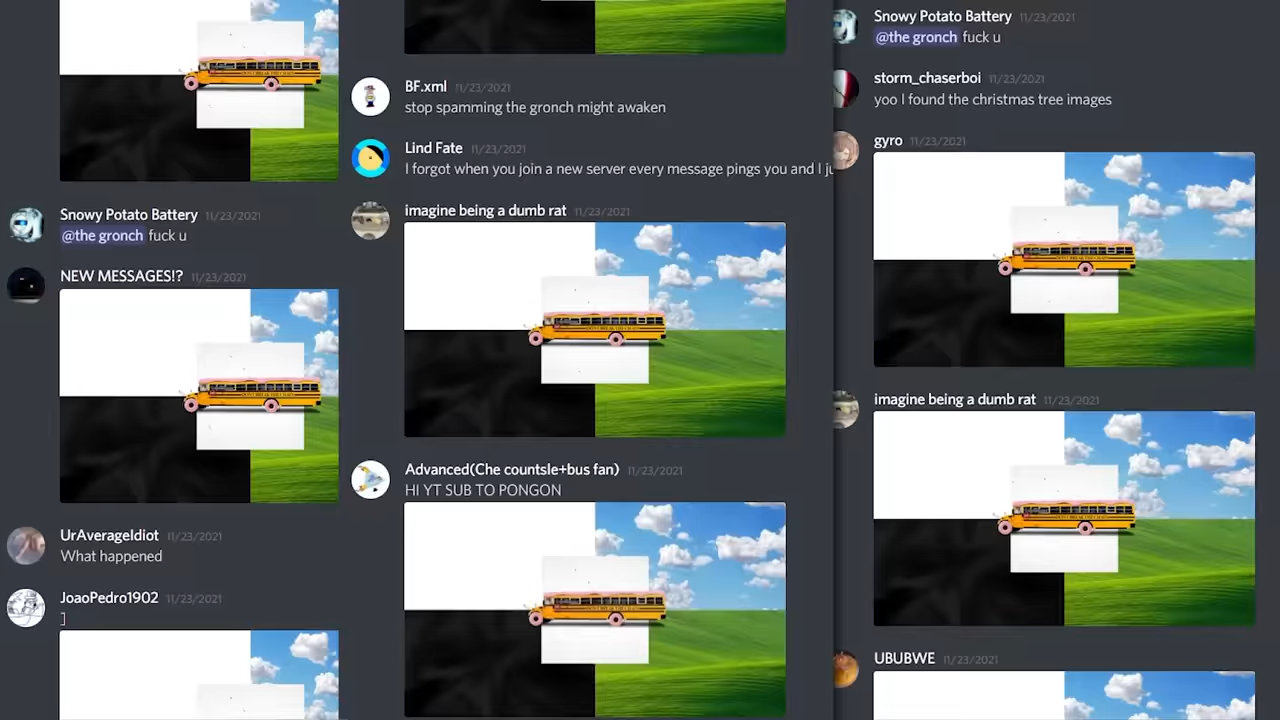 Snowy Potato Battery 11/23/2021
@the gronch fuck u
NEW MESSAGES!? 11/23/2021
UrAverageIdiot 11/23/2021
What happened
JoaoPedro1902 11/23/2021
]
BF.xml 11/23/2021
stop spamming the gronch might awaken
Lind Fate 11/23/2021
I forgot when you join a new server every message pings you and I ju
imagine being a dumb rat 11/23/2021
Advanced(Che countsle+bus fan) 11/23/2021
HI YT SUB TO PONGON
Snowy Potato Battery 11/23/2021
@the gronch fuck u
storm_chaserboi 11/23/2021
yoo I found the christmas tree images
gyro 11/23/2021
imagine being a dumb rat 11/23/2021
UBUBWE 11/23/2021